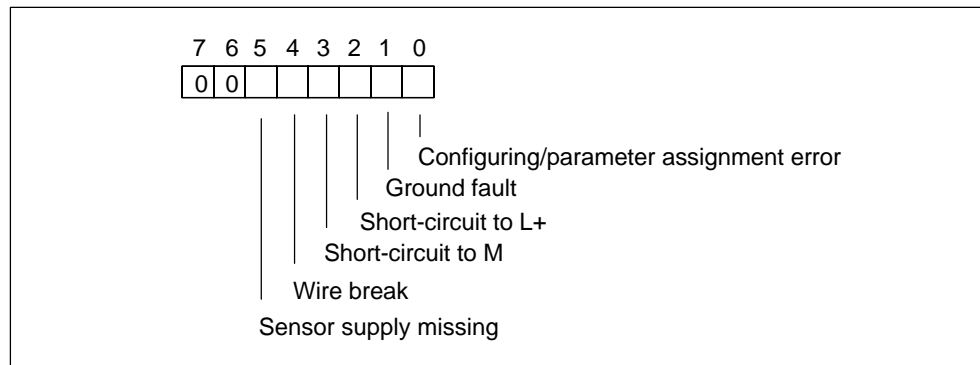 7 6 5 4 3 2 1 0
0 0
Configuring/parameter assignment error
Ground fault
Short-circuit to L+
Short-circuit to M
Wire break
Sensor supply missing